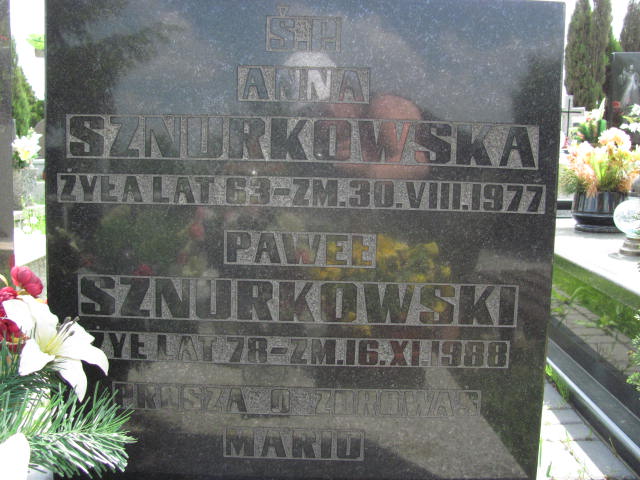 Ś.P.
ANNA
SZNURKOWSKA
ŻYŁA LAT 63-ZM.30.VIII.1977
PAWEŁ
SZNURKOWSKI
ŻYŁ LAT 78-ZM.16.XI.1988
PROSZĄ O ZDROWAŚ
MARIO